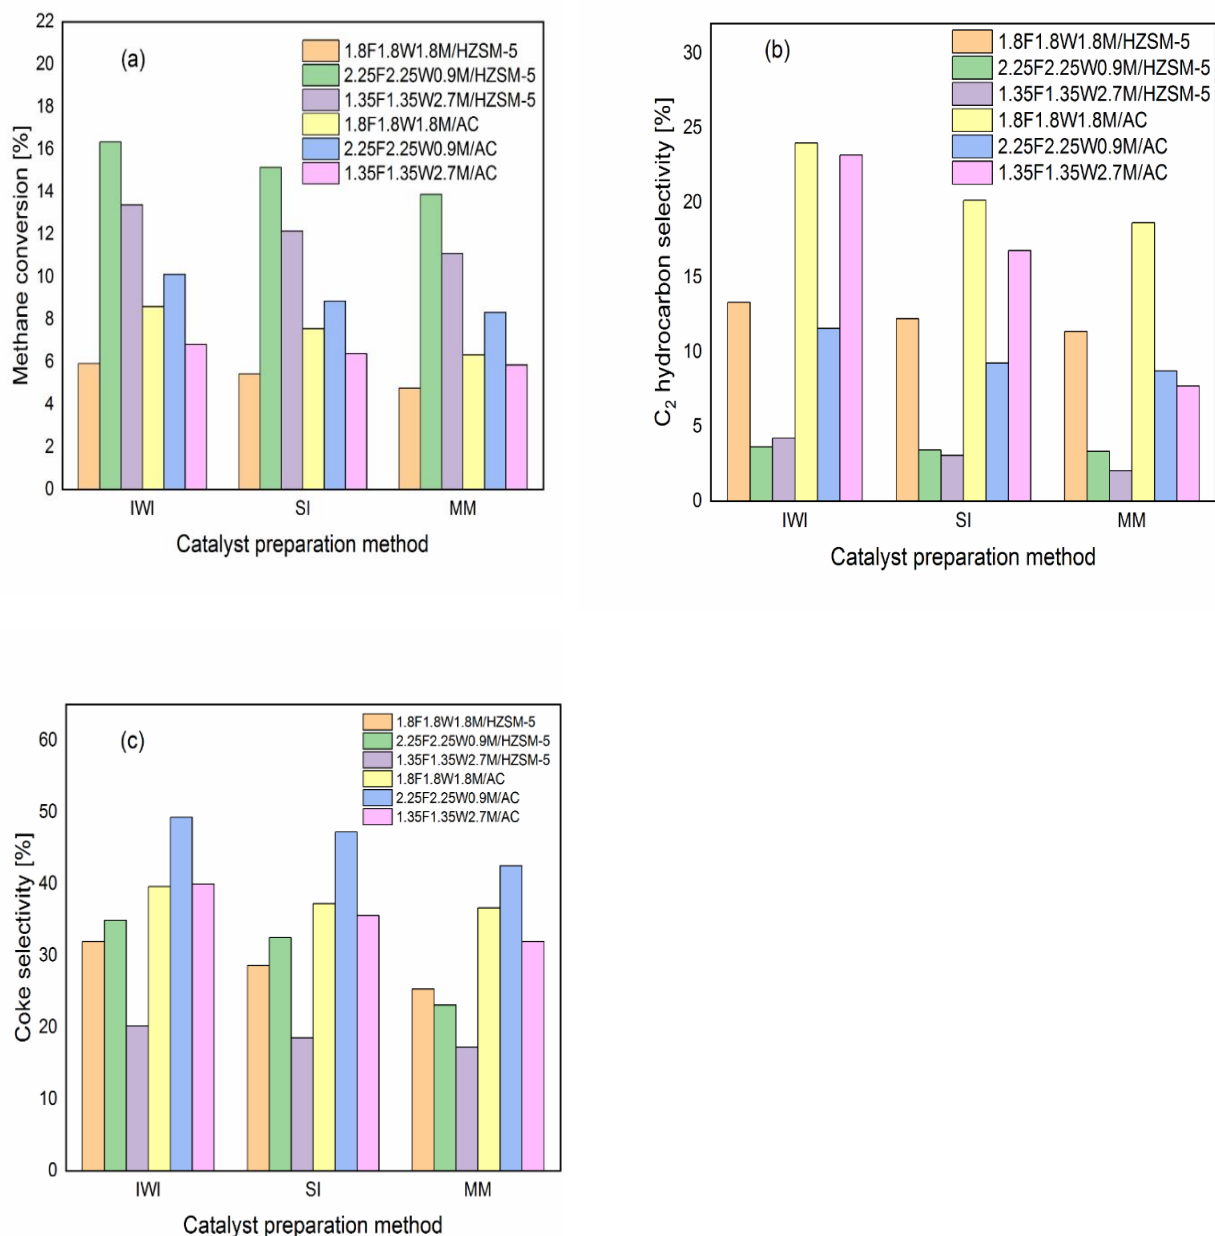 (a)
22
20
18
16
14
12
10
8
6
4
2
0
Methane conversion [%]
1.8F1.8W1.8M/HZSM-5
2.25F2.25W0.9M/HZSM-5
1.35F1.35W2.7M/HZSM-5
1.8F1.8W1.8M/AC
2.25F2.25W0.9M/AC
1.35F1.35W2.7M/AC
IWI SI MM
Catalyst preparation method
(b)
30
25
20
15
10
5
0
C₂ hydrocarbon selectivity [%]
1.8F1.8W1.8M/HZSM-5
2.25F2.25W0.9M/HZSM-5
1.35F1.35W2.7M/HZSM-5
1.8F1.8W1.8M/AC
2.25F2.25W0.9M/AC
1.35F1.35W2.7M/AC
IWI SI MM
Catalyst preparation method
(c)
60
50
40
30
20
10
0
Coke selectivity [%]
1.8F1.8W1.8M/HZSM-5
2.25F2.25W0.9M/HZSM-5
1.35F1.35W2.7M/HZSM-5
1.8F1.8W1.8M/AC
2.25F2.25W0.9M/AC
1.35F1.35W2.7M/AC
IWI SI MM
Catalyst preparation method